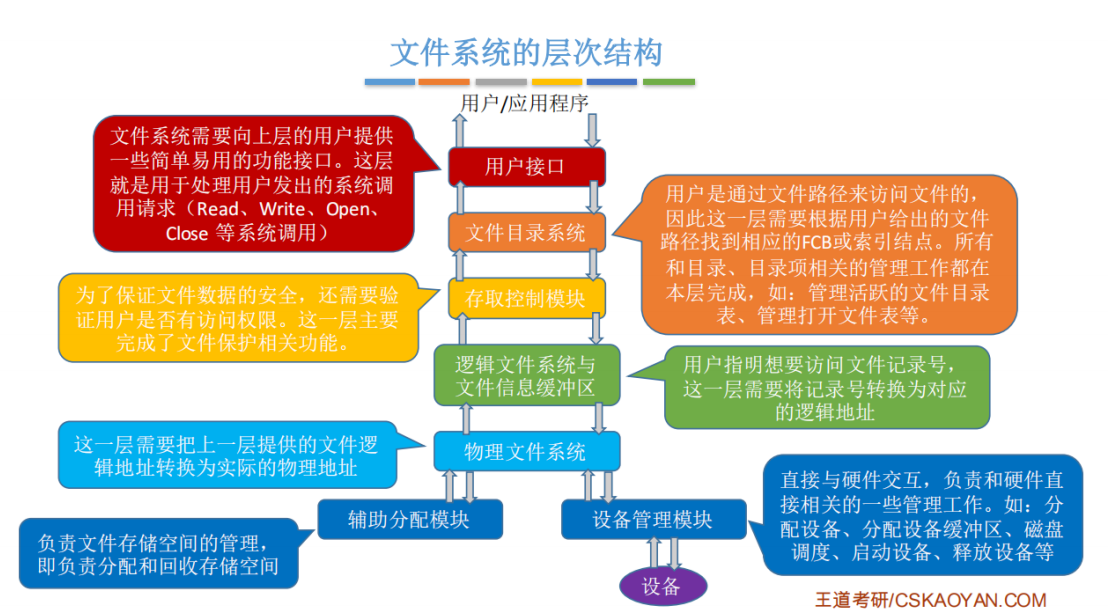 文件系统的层次结构
用户/应用程序
文件系统需要向上层的用户提供
一些简单易用的功能接口。这层
就是用于处理用户发出的系统调
用请求（Read、Write、Open、
Close 等系统调用）
用户接口
用户是通过文件路径来访问文件的，
因此这一层需要根据用户给出的文件
路径找到相应的FCB或索引结点。所有
和目录、目录项相关的管理工作都在
本层完成，如：管理活跃的文件目录
表、管理打开文件表等。
文件目录系统
为了保证文件数据的安全，还需要验
证用户是否有访问权限。这一层主要
完成了文件保护相关功能。
存取控制模块
逻辑文件系统与
文件信息缓冲区
用户指明想要访问文件记录号，
这一层需要将记录号转换为对应
的逻辑地址
这一层需要把上一层提供的文件逻
辑地址转换为实际的物理地址
物理文件系统
辅助分配模块
设备管理模块
直接与硬件交互，负责和硬件直
接相关的一些管理工作。如：分
配设备、分配设备缓冲区、磁盘
调度、启动设备、释放设备等
负责文件存储空间的管理，
即负责分配和回收存储空间
设备
王道考研/CSKAOYAN.COM